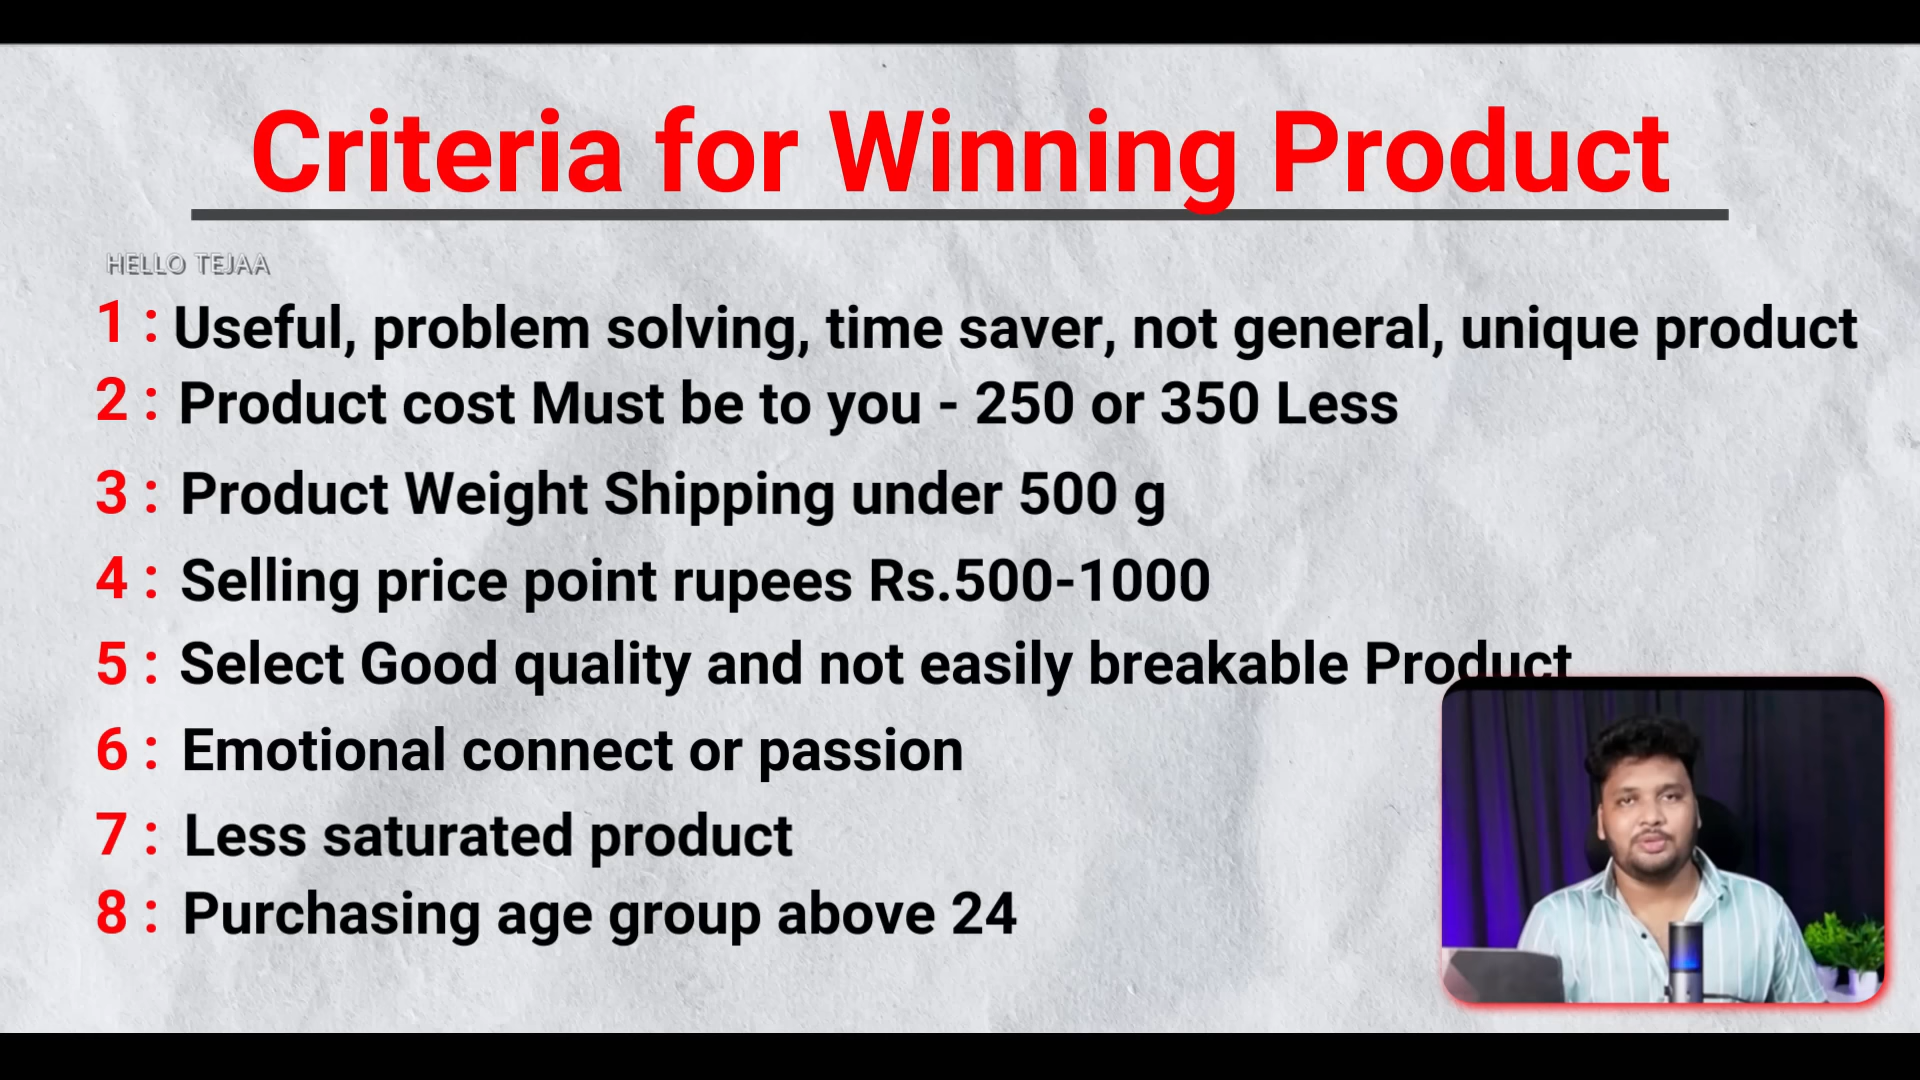 Criteria for Winning Product
HELLO TEJAA
1 : Useful, problem solving, time saver, not general, unique product
2 : Product cost Must be to you - 250 or 350 Less
3 : Product Weight Shipping under 500 g
4 : Selling price point rupees Rs.500-1000
5 : Select Good quality and not easily breakable Product
6 : Emotional connect or passion
7 : Less saturated product
8 : Purchasing age group above 24